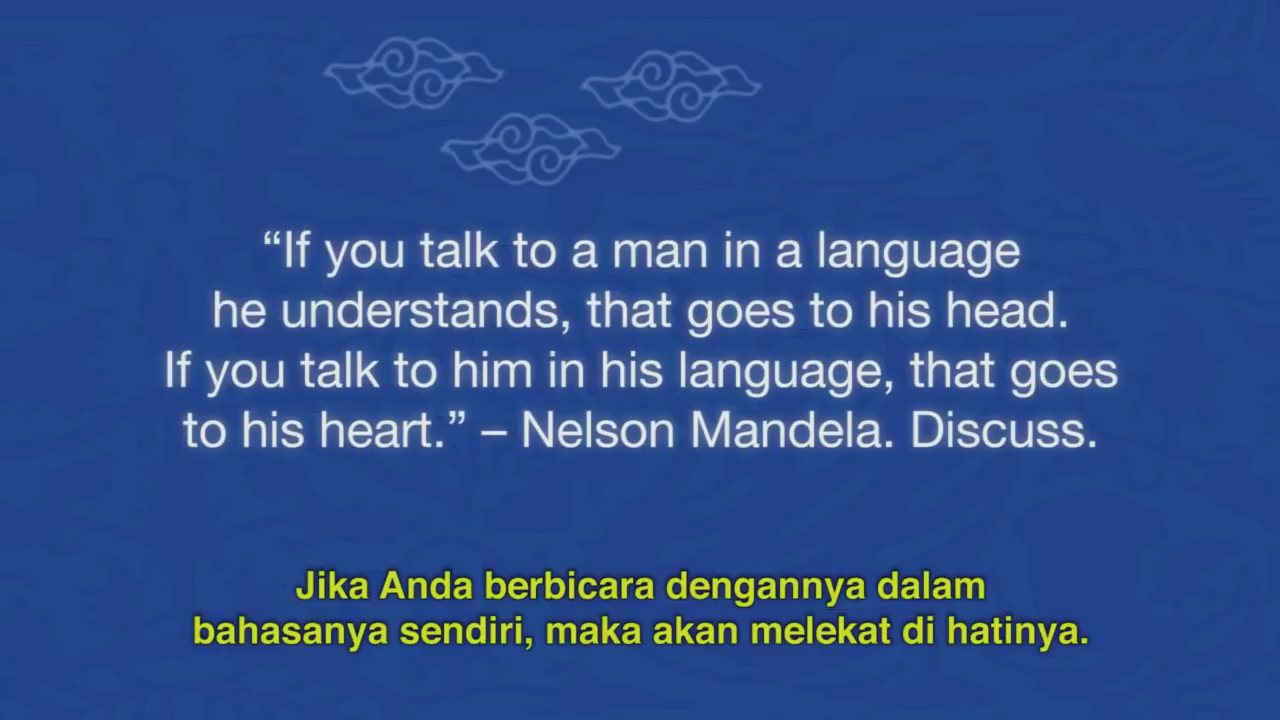 “If you talk to a man in a language
he understands, that goes to his head.
If you talk to him in his language, that goes
to his heart.” – Nelson Mandela. Discuss.
Jika Anda berbicara dengannya dalam
bahasanya sendiri, maka akan melekat di hatinya.